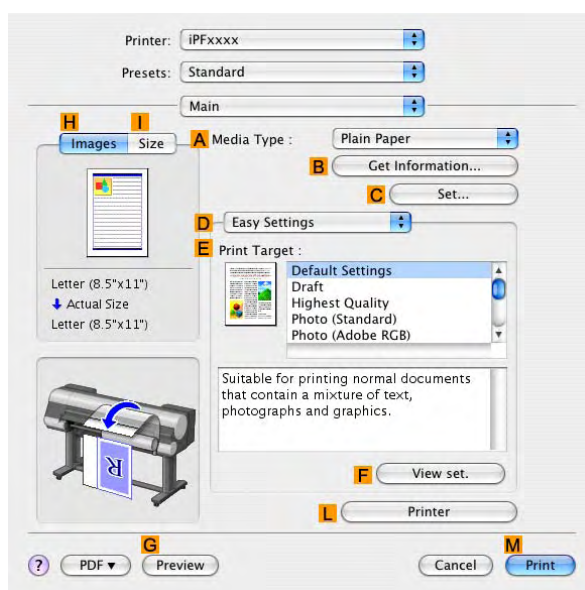 Printer: iPFxxxx
Presets: Standard
Main
H I
Images Size
A Media Type : Plain Paper
B Get Information...
C Set...
D Easy Settings
E Print Target :
Default Settings
Draft
Highest Quality
Photo (Standard)
Photo (Adobe RGB)
Letter (8.5"x11")
Actual Size
Letter (8.5"x11")
Suitable for printing normal documents
that contain a mixture of text,
photographs and graphics.
R
F View set.
L Printer
G M
? PDF▼ Preview Cancel Print